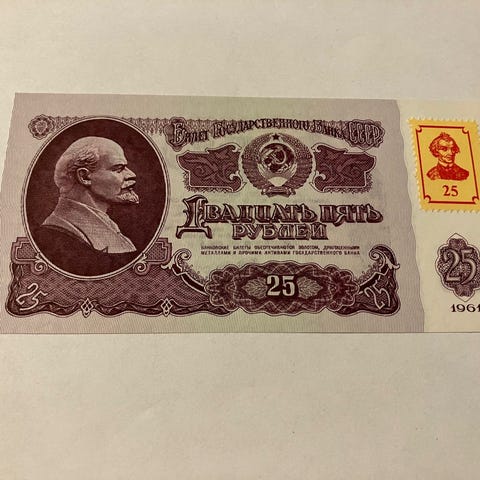 Билет Государственного Банка СССР
Двадцать пять
рублей
БАНКОВСКИЕ БИЛЕТЫ ОБЕСПЕЧИВАЮТСЯ ЗОЛОТОМ, ДРАГОЦЕННЫМИ
МЕТАЛЛАМИ И ПРОЧИМИ АКТИВАМИ ГОСУДАРСТВЕННОГО БАНКА
25
25
25
1961